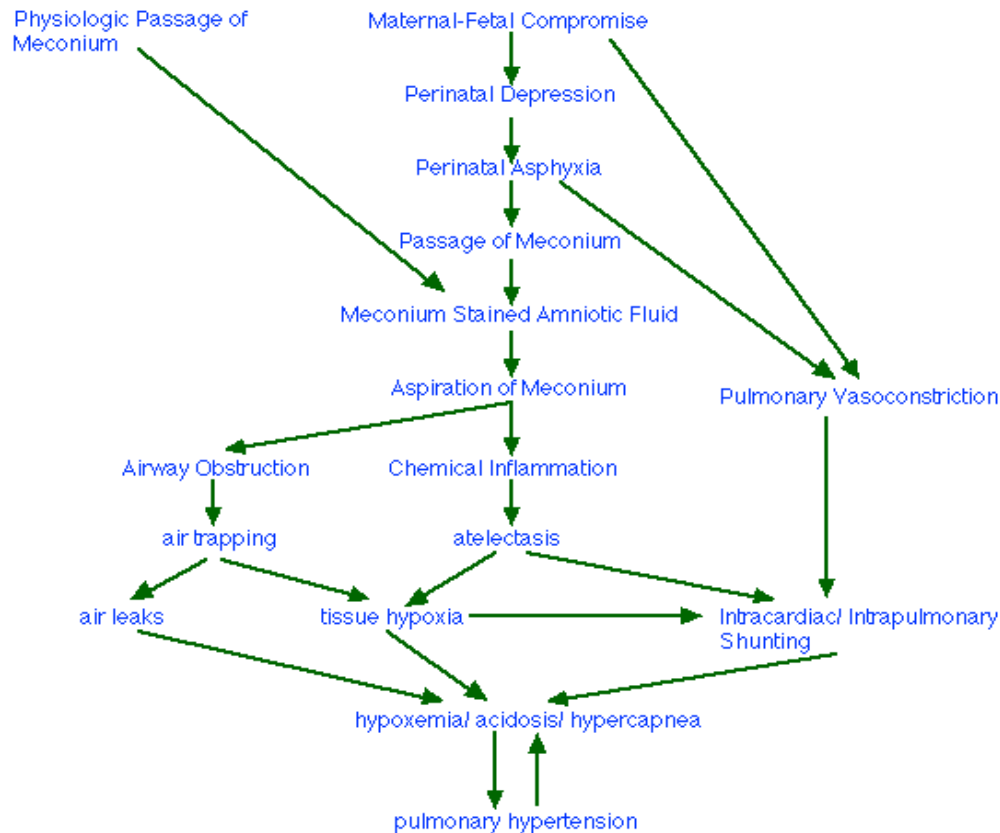 Physiologic Passage of
Meconium
Maternal-Fetal Compromise
Perinatal Depression
Perinatal Asphyxia
Passage of Meconium
Meconium Stained Amniotic Fluid
Aspiration of Meconium
Pulmonary Vasoconstriction
Airway Obstruction
Chemical Inflammation
air trapping
atelectasis
air leaks
tissue hypoxia
Intracardiac/ Intrapulmonary
Shunting
hypoxemia/ acidosis/ hypercapnea
pulmonary hypertension